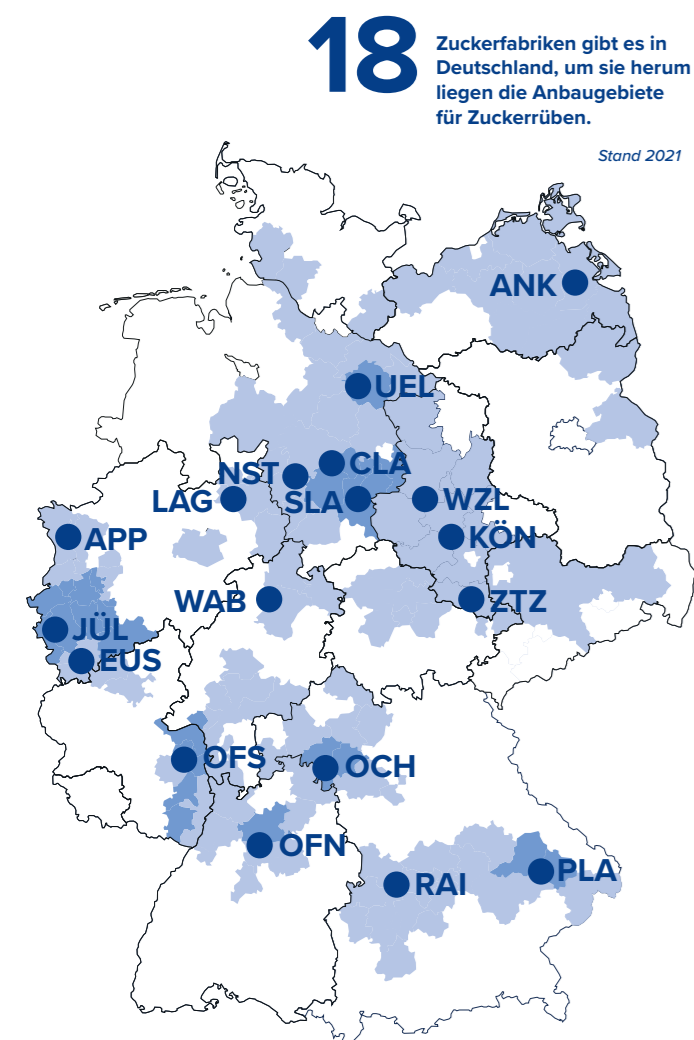 18
Zuckerfabriken gibt es in
Deutschland, um sie herum
liegen die Anbaugebiete
für Zuckerrüben.
Stand 2021
ANK
UEL
CLA
NST
LAG
SLA
WZL
APP
KÖN
WAB
ZTZ
JÜL
EUS
OFS
OCH
OFN
PLA
RAI